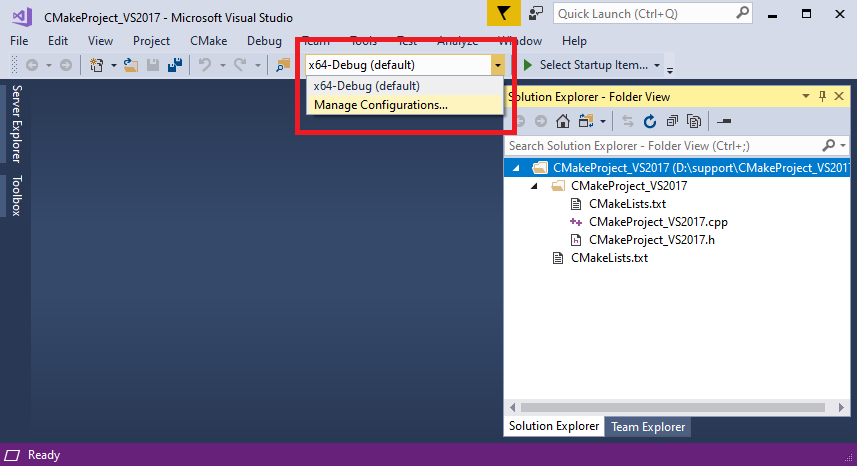 CMakeProject_VS2017 - Microsoft Visual Studio
Quick Launch (Ctrl+Q)
File Edit View Project CMake Debug Team Tools Test Analyze Window Help
x64-Debug (default)
Select Startup Item...
x64-Debug (default)
Manage Configurations...
Server Explorer
Toolbox
Solution Explorer - Folder View
Search Solution Explorer - Folder View (Ctrl+;)
CMakeProject_VS2017 (D:\support\CMakeProject_VS2017
CMakeProject_VS2017
CMakeLists.txt
CMakeProject_VS2017.cpp
CMakeProject_VS2017.h
CMakeLists.txt
Solution Explorer Team Explorer
Ready